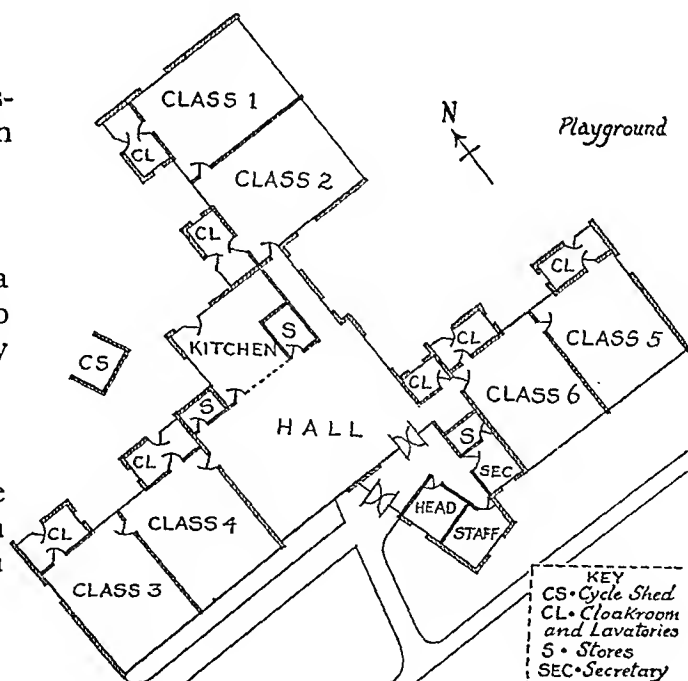 s-
n
CLASS 1
N
Playground
CL
CLASS 2
CL
a
o
y
CL
S
KITCHEN
CS
CL
CLASS 5
CL
CLASS 6
S
HALL
S
SEC
CL
HEAD
STAFF
e
CLASS 4
CL
CLASS 3
KEY
CS • Cycle Shed
CL • Cloakroom
and Lavatories
S • Stores
SEC • Secretary